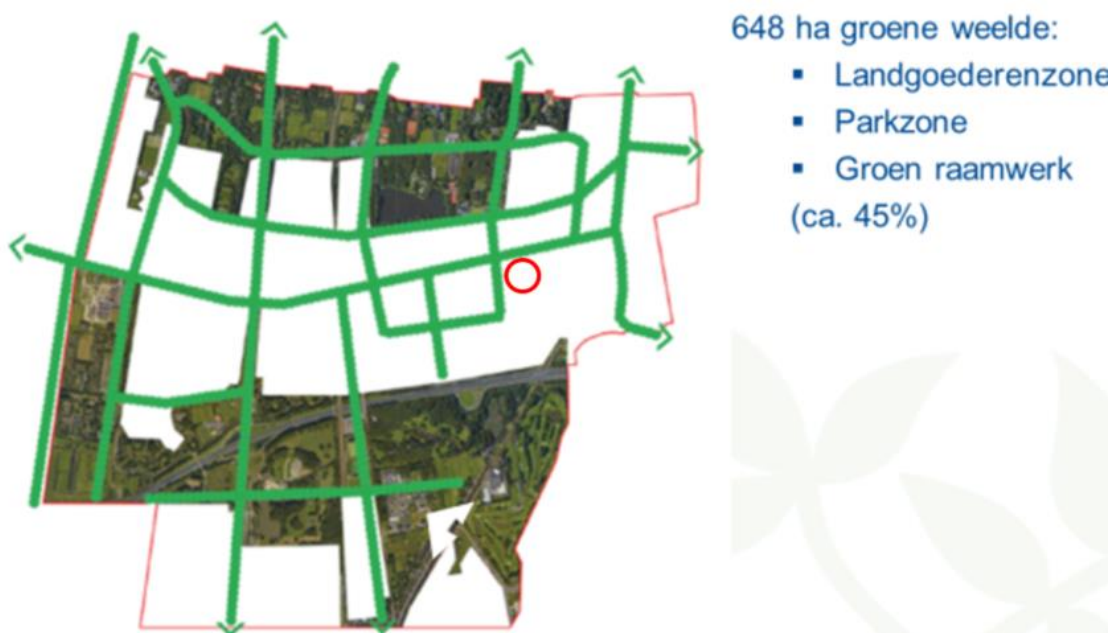 648 ha groene weelde:
▪ Landgoederenzone
▪ Parkzone
▪ Groen raamwerk
(ca. 45%)